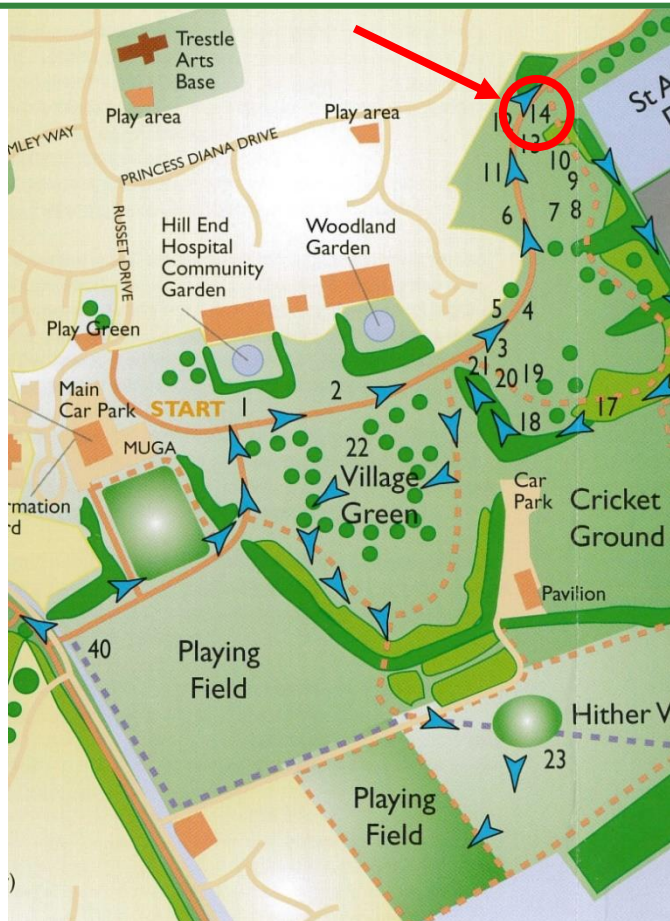 Trestle
Arts
Base
Play area
Play area
MLEY WAY
PRINCESS DIANA DRIVE
RUSSET DRIVE
St A
12 14
13
11 10
9
6 7 8
Hill End
Hospital
Community
Garden
Woodland
Garden
Play Green
5 4
3
21 20 19
Main
Car Park
START
1
2
17
18
MUGA
22
Village
Green
rmation
rd
Car
Park
Cricket
Ground
Pavilion
40
Playing
Field
Hither W
23
Playing
Field
)